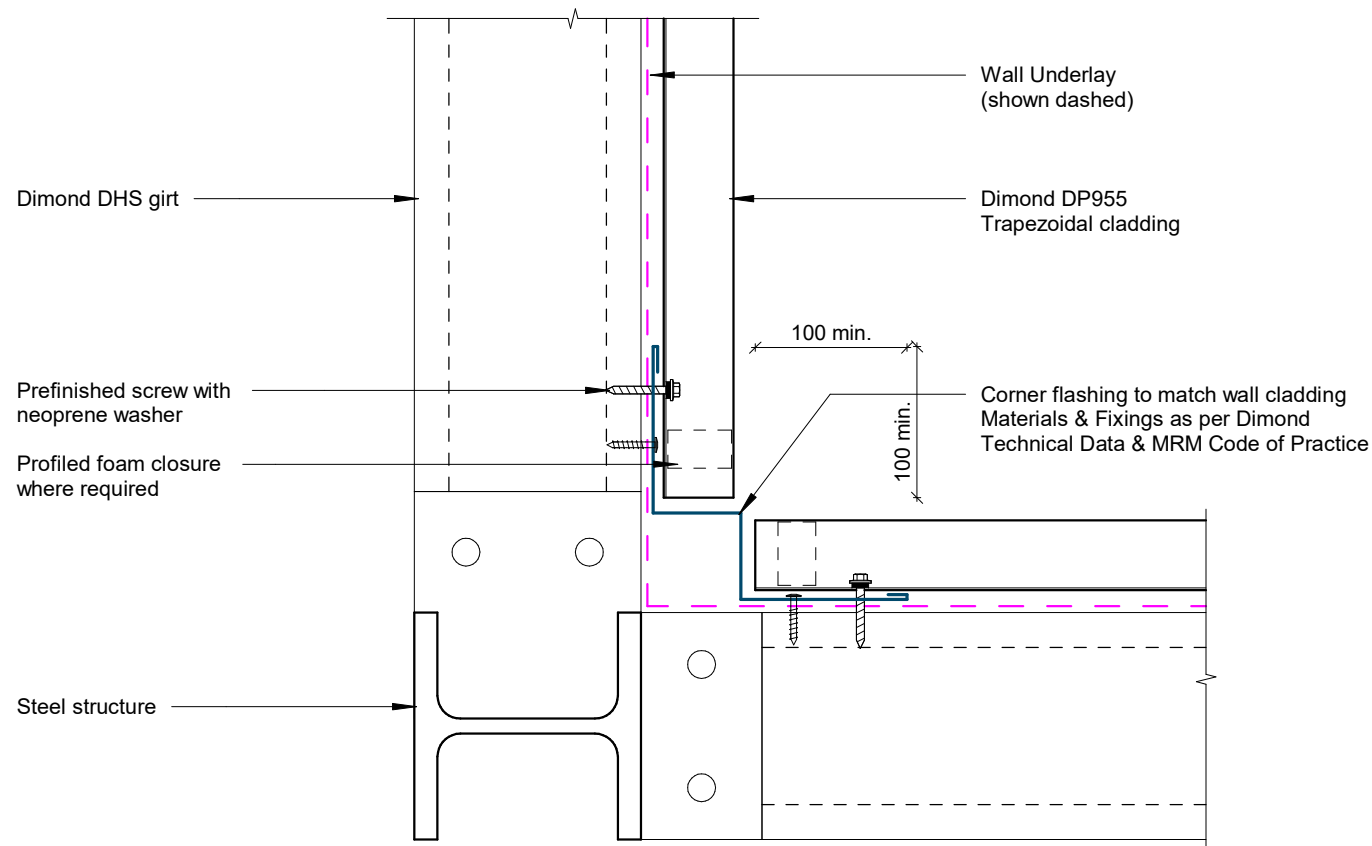 Wall Underlay
(shown dashed)
Dimond DHS girt
Dimond DP955
Trapezoidal cladding
100 min.
Prefinished screw with
neoprene washer
100 min.
Corner flashing to match wall cladding
Materials & Fixings as per Dimond
Technical Data & MRM Code of Practice
Profiled foam closure
where required
Steel structure